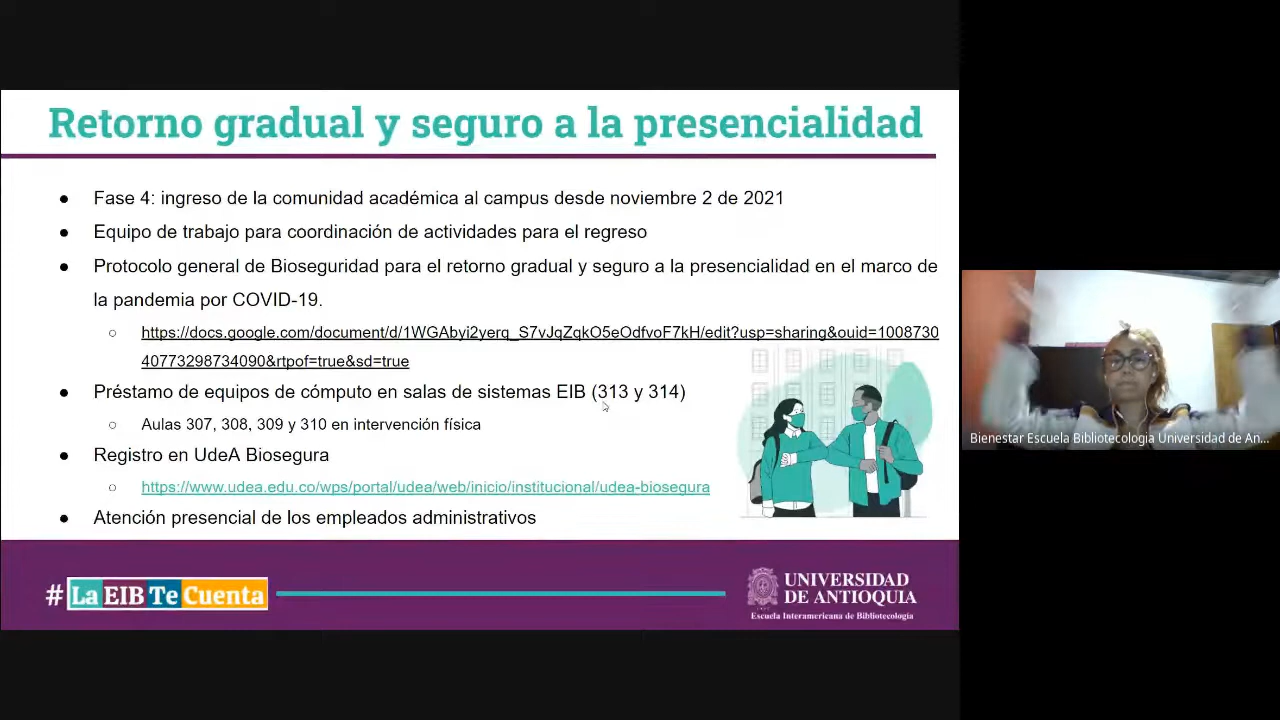 Retorno gradual y seguro a la presencialidad
● Fase 4: ingreso de la comunidad académica al campus desde noviembre 2 de 2021
● Equipo de trabajo para coordinación de actividades para el regreso
● Protocolo general de Bioseguridad para el retorno gradual y seguro a la presencialidad en el marco de
la pandemia por COVID-19.
○ https://docs.google.com/document/d/1WGAbyi2yerq_S7vJqZqkO5eOdfvoF7kH/edit?usp=sharing&ouid=1008730
40773298734090&rtpof=true&sd=true
● Préstamo de equipos de cómputo en salas de sistemas EIB (313 y 314)
○ Aulas 307, 308, 309 y 310 en intervención física
● Registro en UdeA Biosegura
○ https://www.udea.edu.co/wps/portal/udea/web/inicio/institucional/udea-biosegura
● Atención presencial de los empleados administrativos
#La EIB Te Cuenta
UNIVERSIDAD
DE ANTIOQUIA
Escuela Interamericana de Bibliotecología
Bienestar Escuela Bibliotecologia Universidad de An...